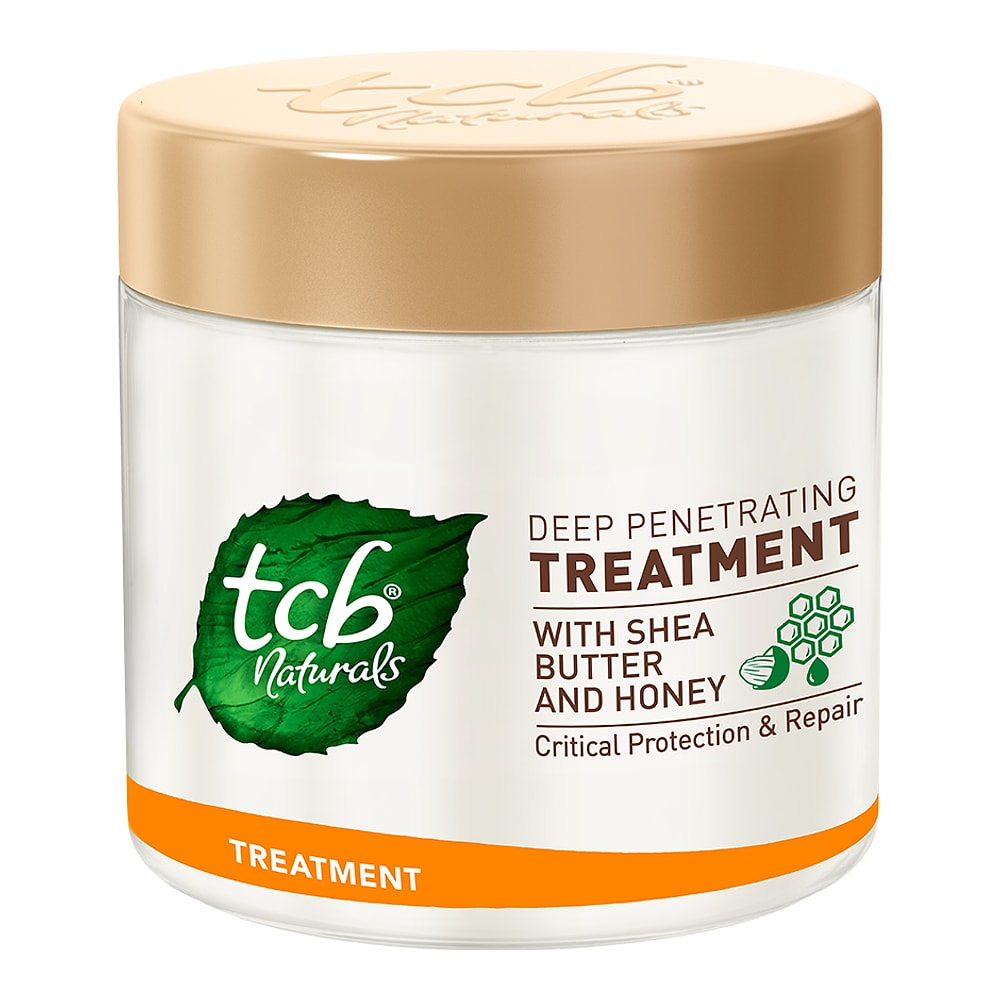 tcb
Naturals
tcb®
Naturals
DEEP PENETRATING
TREATMENT
WITH SHEA
BUTTER
AND HONEY
Critical Protection & Repair
TREATMENT